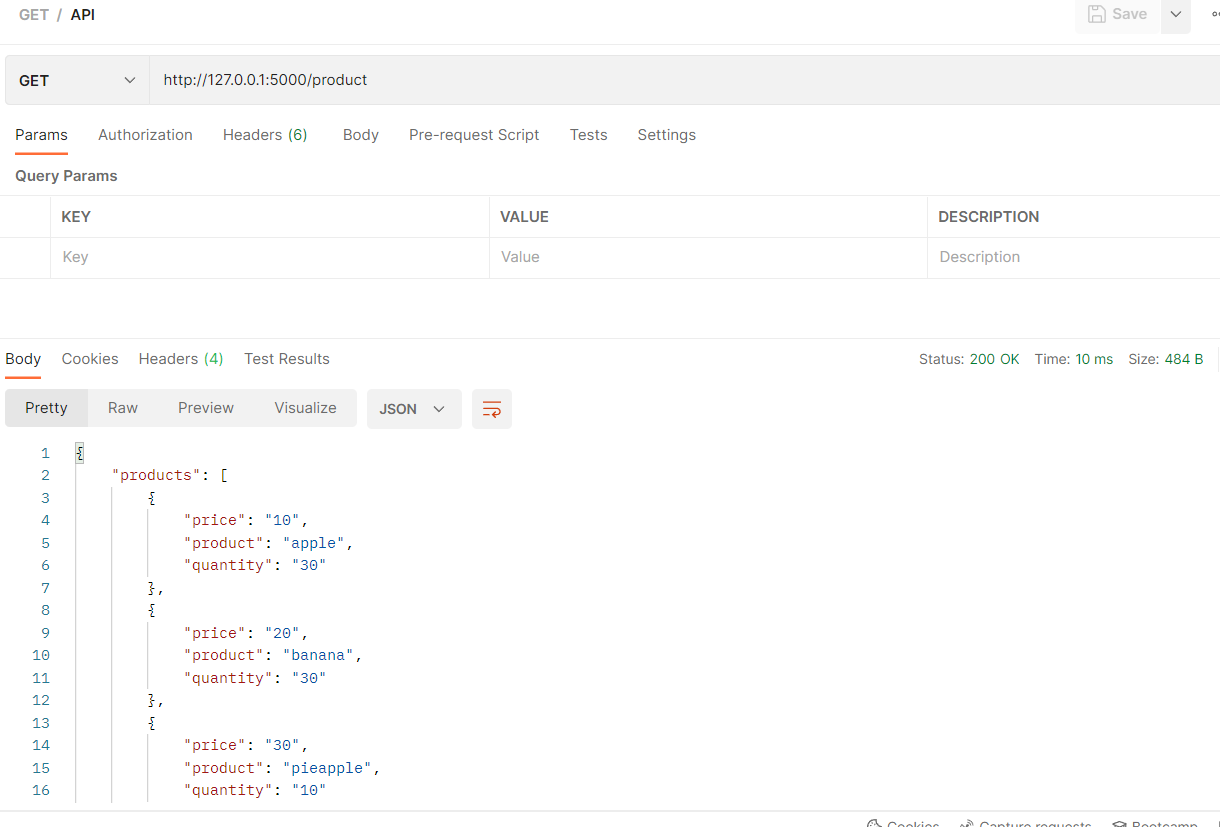 GET / API
Save
GET http://127.0.0.1:5000/product
Params Authorization Headers (6) Body Pre-request Script Tests Settings
Query Params
KEY VALUE DESCRIPTION
Key Value Description
Body Cookies Headers (4) Test Results Status: 200 OK Time: 10 ms Size: 484 B
Pretty Raw Preview Visualize JSON
1 {
2 "products": [
3 {
4 "price": "10",
5 "product": "apple",
6 "quantity": "30"
7 },
8 {
9 "price": "20",
10 "product": "banana",
11 "quantity": "30"
12 },
13 {
14 "price": "30",
15 "product": "pieapple",
16 "quantity": "10"
Cookies Capture requests Bootcamp